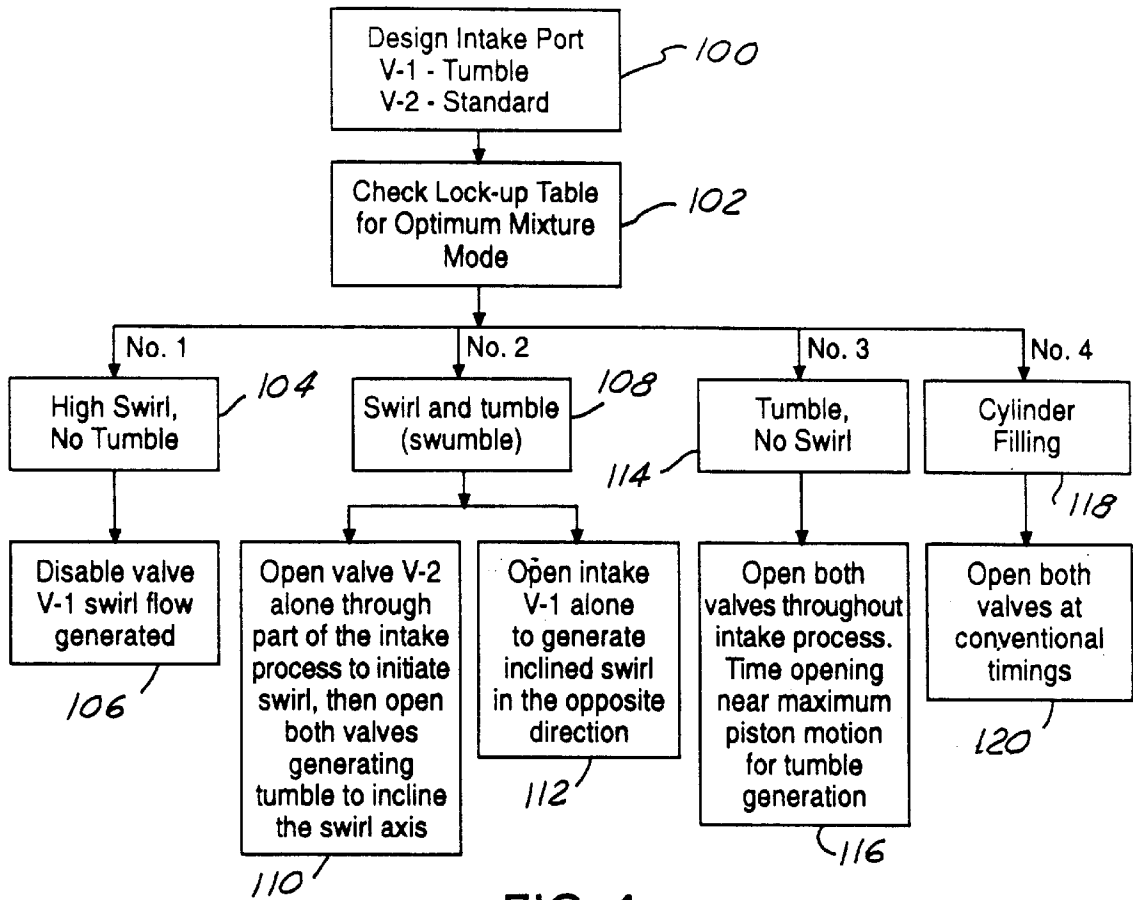 Design Intake Port
V-1 - Tumble
V-2 - Standard
100
Check Lock-up Table
for Optimum Mixture
Mode
102
No. 1
No. 2
No. 3
No. 4
High Swirl,
No Tumble
104
Swirl and tumble
(swumble)
108
Tumble,
No Swirl
114
Cylinder
Filling
118
Disable valve
V-1 swirl flow
generated
106
Open valve V-2
alone through
part of the intake
process to initiate
swirl, then open
both valves
generating
tumble to incline
the swirl axis
110
Open intake
V-1 alone
to generate
inclined swirl
in the opposite
direction
112
Open both
valves throughout
intake process.
Time opening
near maximum
piston motion
for tumble
generation
116
Open both
valves at
conventional
timings
120